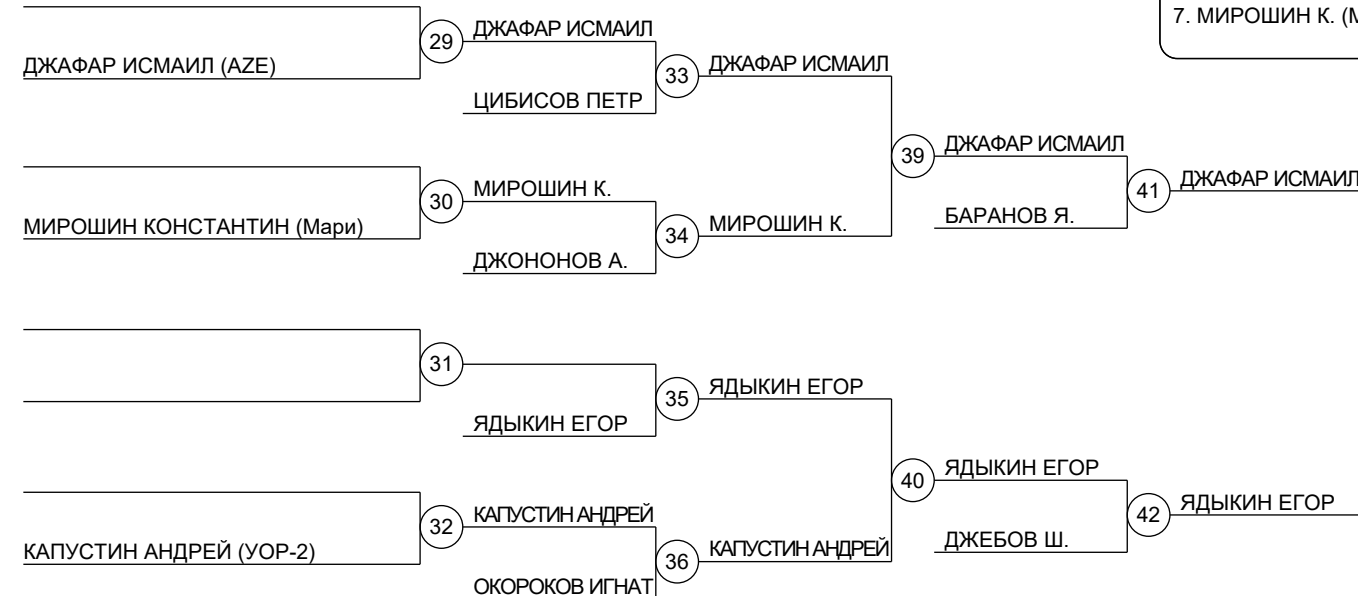 7. МИРОШИН К. (М
29
ДЖАФАР ИСМАИЛ
ДЖАФАР ИСМАИЛ (AZE)
33
ДЖАФАР ИСМАИЛ
ЦИБИСОВ ПЕТР
39
ДЖАФАР ИСМАИЛ
МИРОШИН КОНСТАНТИН (Мари)
30
МИРОШИН К.
ДЖОНОНОВ А.
34
МИРОШИН К.
БАРАНОВ Я.
41
ДЖАФАР ИСМАИЛ
31
ЯДЫКИН ЕГОР
35
ЯДЫКИН ЕГОР
40
ЯДЫКИН ЕГОР
КАПУСТИН АНДРЕЙ (УОР-2)
32
КАПУСТИН АНДРЕЙ
ОКОРОКОВ ИГНАТ
36
КАПУСТИН АНДРЕЙ
ДЖЕБОВ Ш.
42
ЯДЫКИН ЕГОР